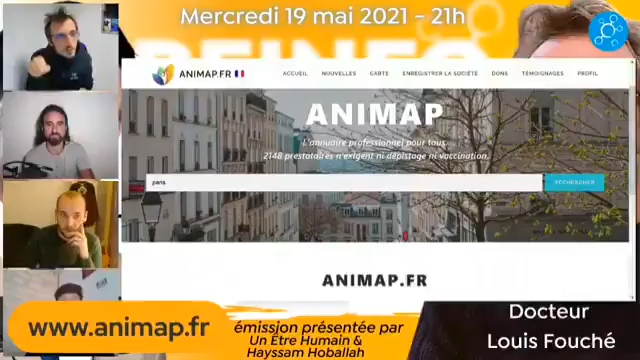 Mercredi 19 mai 2021 - 21h
ANIMAP.FR
ACCUEIL NOUVELLES CARTE ENREGISTRER LA SOCIÉTÉ DONS TÉMOIGNAGES PROFIL
ANIMAP
L'annuaire professionnel pour tous
2148 prestataires n'exigent ni dépistage ni vaccination.
paris
RECHERCHER
ANIMAP.FR
www.animap.fr
émission présentée par
Un Être Humain &
Hayssam Hoballah
Docteur
Louis Fouché